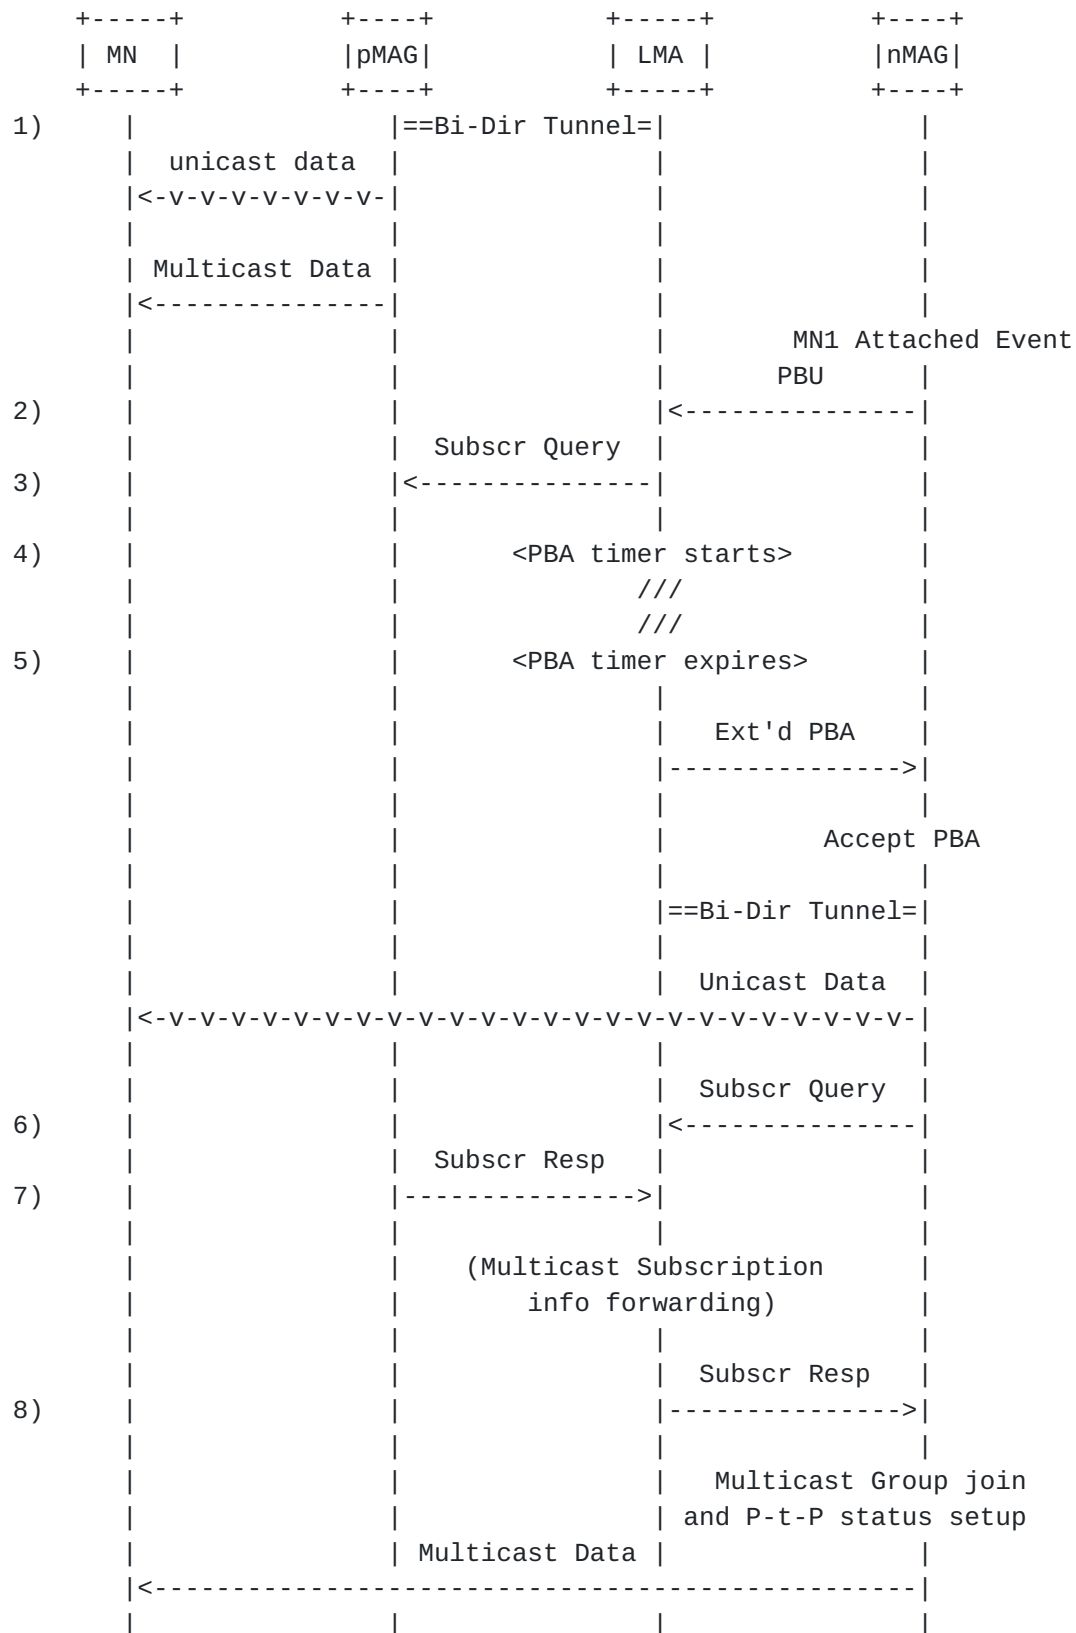 +-----+          +----+           +-----+          +----+
| MN  |          |pMAG|           | LMA |          |nMAG|
+-----+          +----+           +-----+          +----+
1)     |                |==Bi-Dir Tunnel=|                |
|  unicast data  |                |                |
|<-v-v-v-v-v-v-v-|                |                |
|                |                |                |
| Multicast Data |                |                |
|<---------------|                |                |
|                |                |        MN1 Attached Event
|                |                |       PBU      |
2)     |                |                |<---------------|
|                |  Subscr Query  |                |
3)     |                |<---------------|                |
|                |                |                |
4)     |                |       <PBA timer starts>        |
|                |               ///               |
|                |               ///               |
5)     |                |       <PBA timer expires>       |
|                |                |                |
|                |                |   Ext'd PBA    |
|                |                |--------------->|
|                |                |                |
|                |                |          Accept PBA
|                |                |                |
|                |                |==Bi-Dir Tunnel=|
|                |                |                |
|                |                |  Unicast Data  |
|<-v-v-v-v-v-v-v-v-v-v-v-v-v-v-v-v-v-v-v-v-v-v-v-v-|
|                |                |                |
|                |                |  Subscr Query  |
6)     |                |                |<---------------|
|                |  Subscr Resp   |                |
7)     |                |--------------->|                |
|                |                |                |
|                |    (Multicast Subscription      |
|                |        info forwarding)         |
|                |                |                |
|                |                |  Subscr Resp   |
8)     |                |                |--------------->|
|                |                |                |
|                |                |   Multicast Group join
|                |                | and P-t-P status setup
|                | Multicast Data |                |
|<-------------------------------------------------|
|                |                |                |